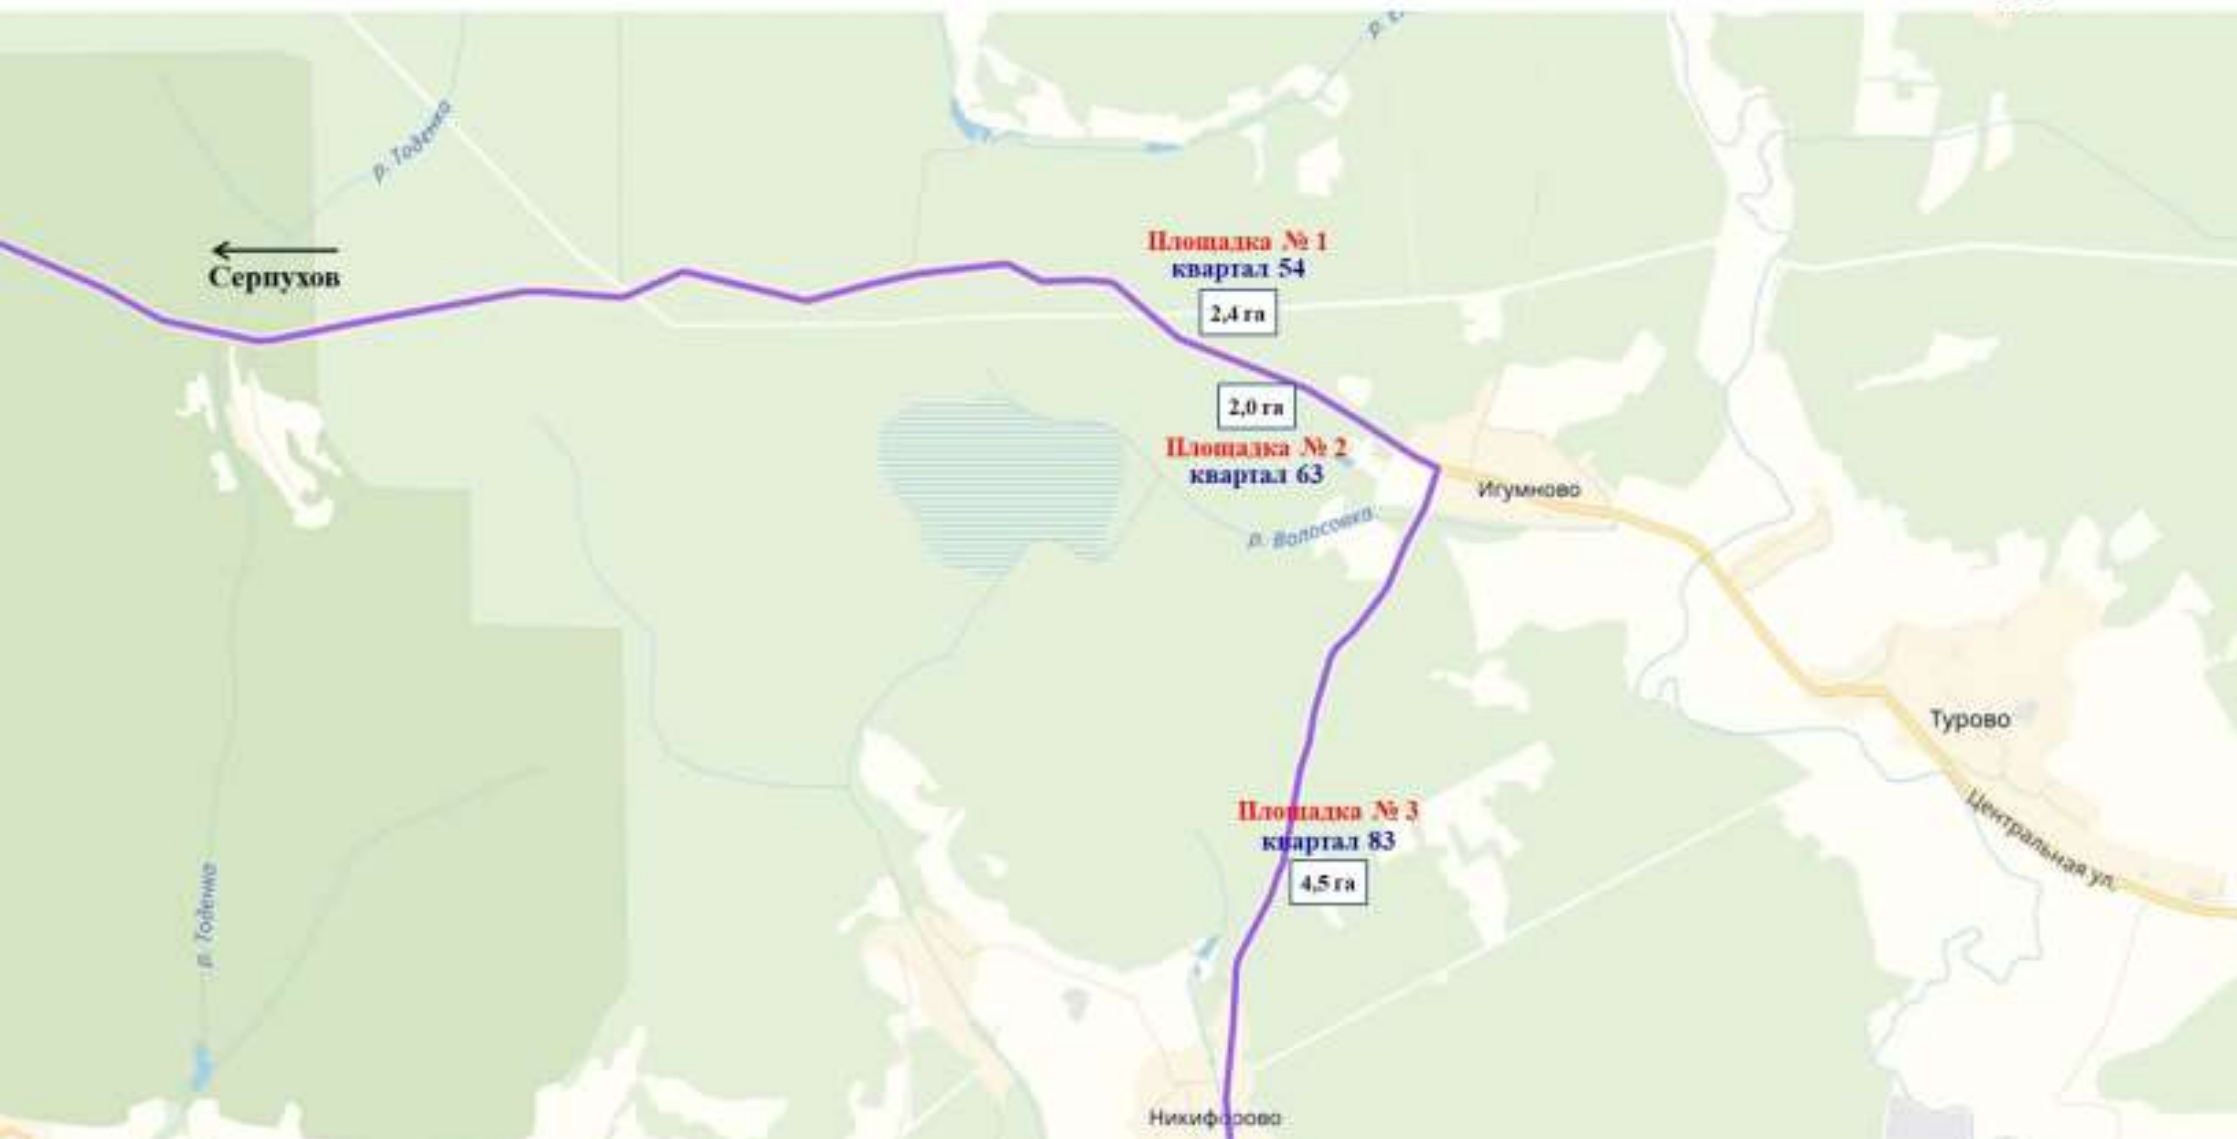 р. Тоденка
Площадка № 1
квартал 54
Серпухов
2,4 га
2,0 га
Площадка № 2
квартал 63
Игумново
р. Волосовка
Турово
Площадка № 3
квартал 83
4,5 га
Центральная ул.
р. Тоденка
Никифорово